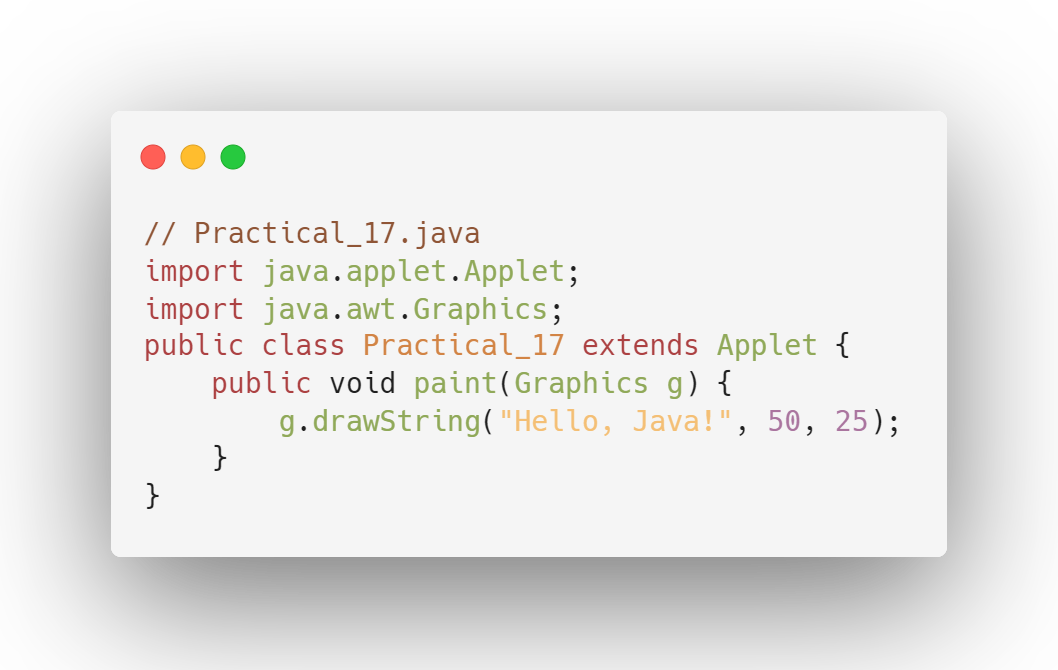 // Practical_17.java
import java.applet.Applet;
import java.awt.Graphics;
public class Practical_17 extends Applet {
    public void paint(Graphics g) {
        g.drawString("Hello, Java!", 50, 25);
    }
}